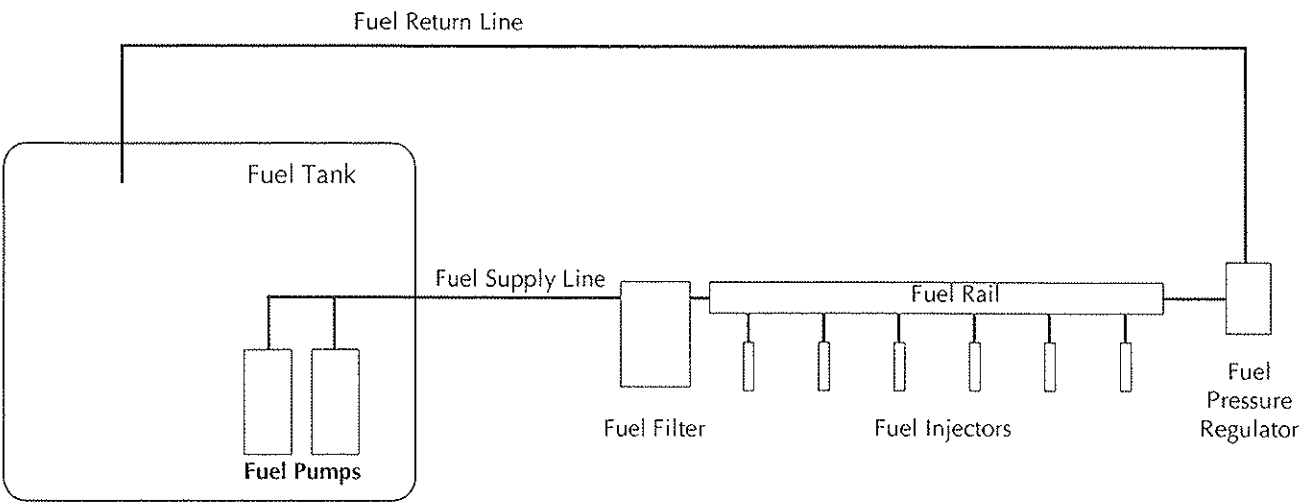 Fuel Return Line
Fuel Tank
Fuel Supply Line
Fuel Rail
Fuel Pumps
Fuel Filter
Fuel Injectors
Fuel
Pressure
Regulator